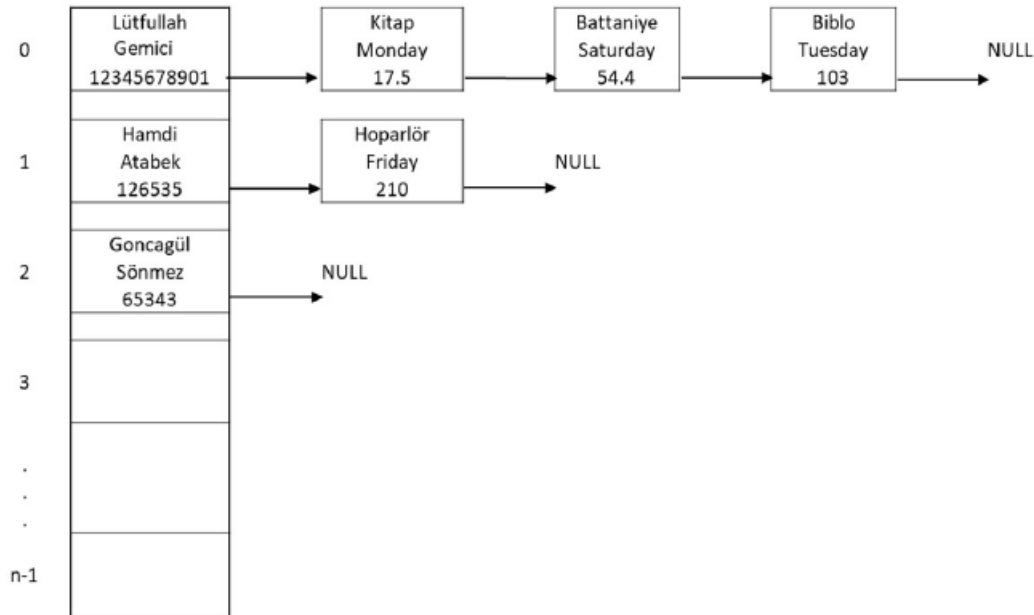 0
Lütfullah
Gemici
12345678901
Kitap
Monday
17.5
Battaniye
Saturday
54.4
Biblo
Tuesday
103
NULL
1
Hamdi
Atabek
126535
Hoparlör
Friday
210
NULL
2
Goncagül
Sönmez
65343
NULL
3
.
.
.
n-1